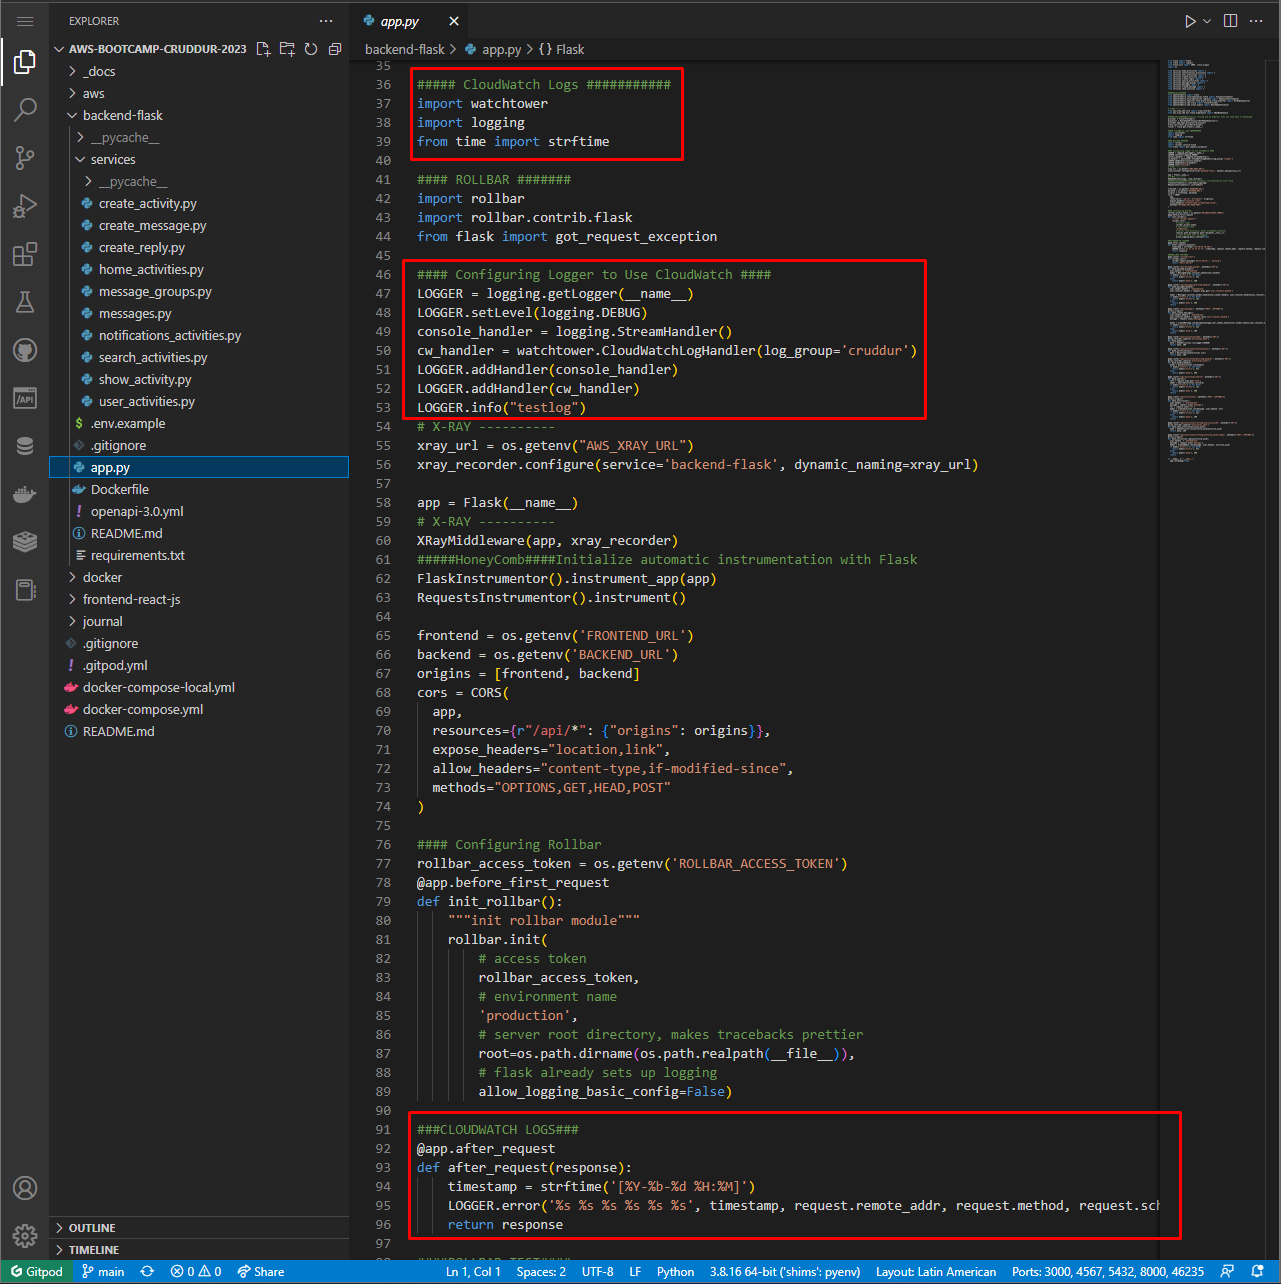 EXPLORER
AWS-BOOTCAMP-CRUDDUR-2023
_docs
aws
backend-flask
__pycache__
services
__pycache__
create_activity.py
create_message.py
create_reply.py
home_activities.py
message_groups.py
messages.py
notifications_activities.py
search_activities.py
show_activity.py
user_activities.py
.env.example
.gitignore
app.py
Dockerfile
openapi-3.0.yml
README.md
requirements.txt
docker
frontend-react-js
journal
.gitignore
.gitpod.yml
docker-compose-local.yml
docker-compose.yml
README.md
OUTLINE
TIMELINE
app.py
backend-flask > app.py > {} Flask
35
36 ##### CloudWatch Logs ###########
37 import watchtower
38 import logging
39 from time import strftime
40
41 #### ROLLBAR #######
42 import rollbar
43 import rollbar.contrib.flask
44 from flask import got_request_exception
45
46 #### Configuring Logger to Use CloudWatch ####
47 LOGGER = logging.getLogger(__name__)
48 LOGGER.setLevel(logging.DEBUG)
49 console_handler = logging.StreamHandler()
50 cw_handler = watchtower.CloudWatchLogHandler(log_group='cruddur')
51 LOGGER.addHandler(console_handler)
52 LOGGER.addHandler(cw_handler)
53 LOGGER.info("testlog")
54 # X-RAY ----------
55 xray_url = os.getenv("AWS_XRAY_URL")
56 xray_recorder.configure(service='backend-flask', dynamic_naming=xray_url)
57
58 app = Flask(__name__)
59 # X-RAY ----------
60 XRayMiddleware(app, xray_recorder)
61 #####HoneyComb####Initialize automatic instrumentation with Flask
62 FlaskInstrumentor().instrument_app(app)
63 RequestsInstrumentor().instrument()
64
65 frontend = os.getenv('FRONTEND_URL')
66 backend = os.getenv('BACKEND_URL')
67 origins = [frontend, backend]
68 cors = CORS(
69 app,
70 resources={r"/api/*": {"origins": origins}},
71 expose_headers="location,link",
72 allow_headers="content-type,if-modified-since",
73 methods="OPTIONS,GET,HEAD,POST"
74 )
75
76 #### Configuring Rollbar
77 rollbar_access_token = os.getenv('ROLLBAR_ACCESS_TOKEN')
78 @app.before_first_request
79 def init_rollbar():
80 """init rollbar module"""
81 rollbar.init(
82 # access token
83 rollbar_access_token,
84 # environment name
85 'production',
86 # server root directory, makes tracebacks prettier
87 root=os.path.dirname(os.path.realpath(__file__)),
88 # flask already sets up logging
89 allow_logging_basic_config=False)
90
91 ###CLOUDWATCH LOGS###
92 @app.after_request
93 def after_request(response):
94 timestamp = strftime('[%Y-%b-%d %H:%M]')
95 LOGGER.error('%s %s %s %s %s %s', timestamp, request.remote_addr, request.method, request.sch
96 return response
97
Gitpod main 0 0 Share Ln 1, Col 1 Spaces: 2 UTF-8 LF Python 3.8.16 64-bit ('shims': pyenv) Layout: Latin American Ports: 3000, 4567, 5432, 8000, 46235